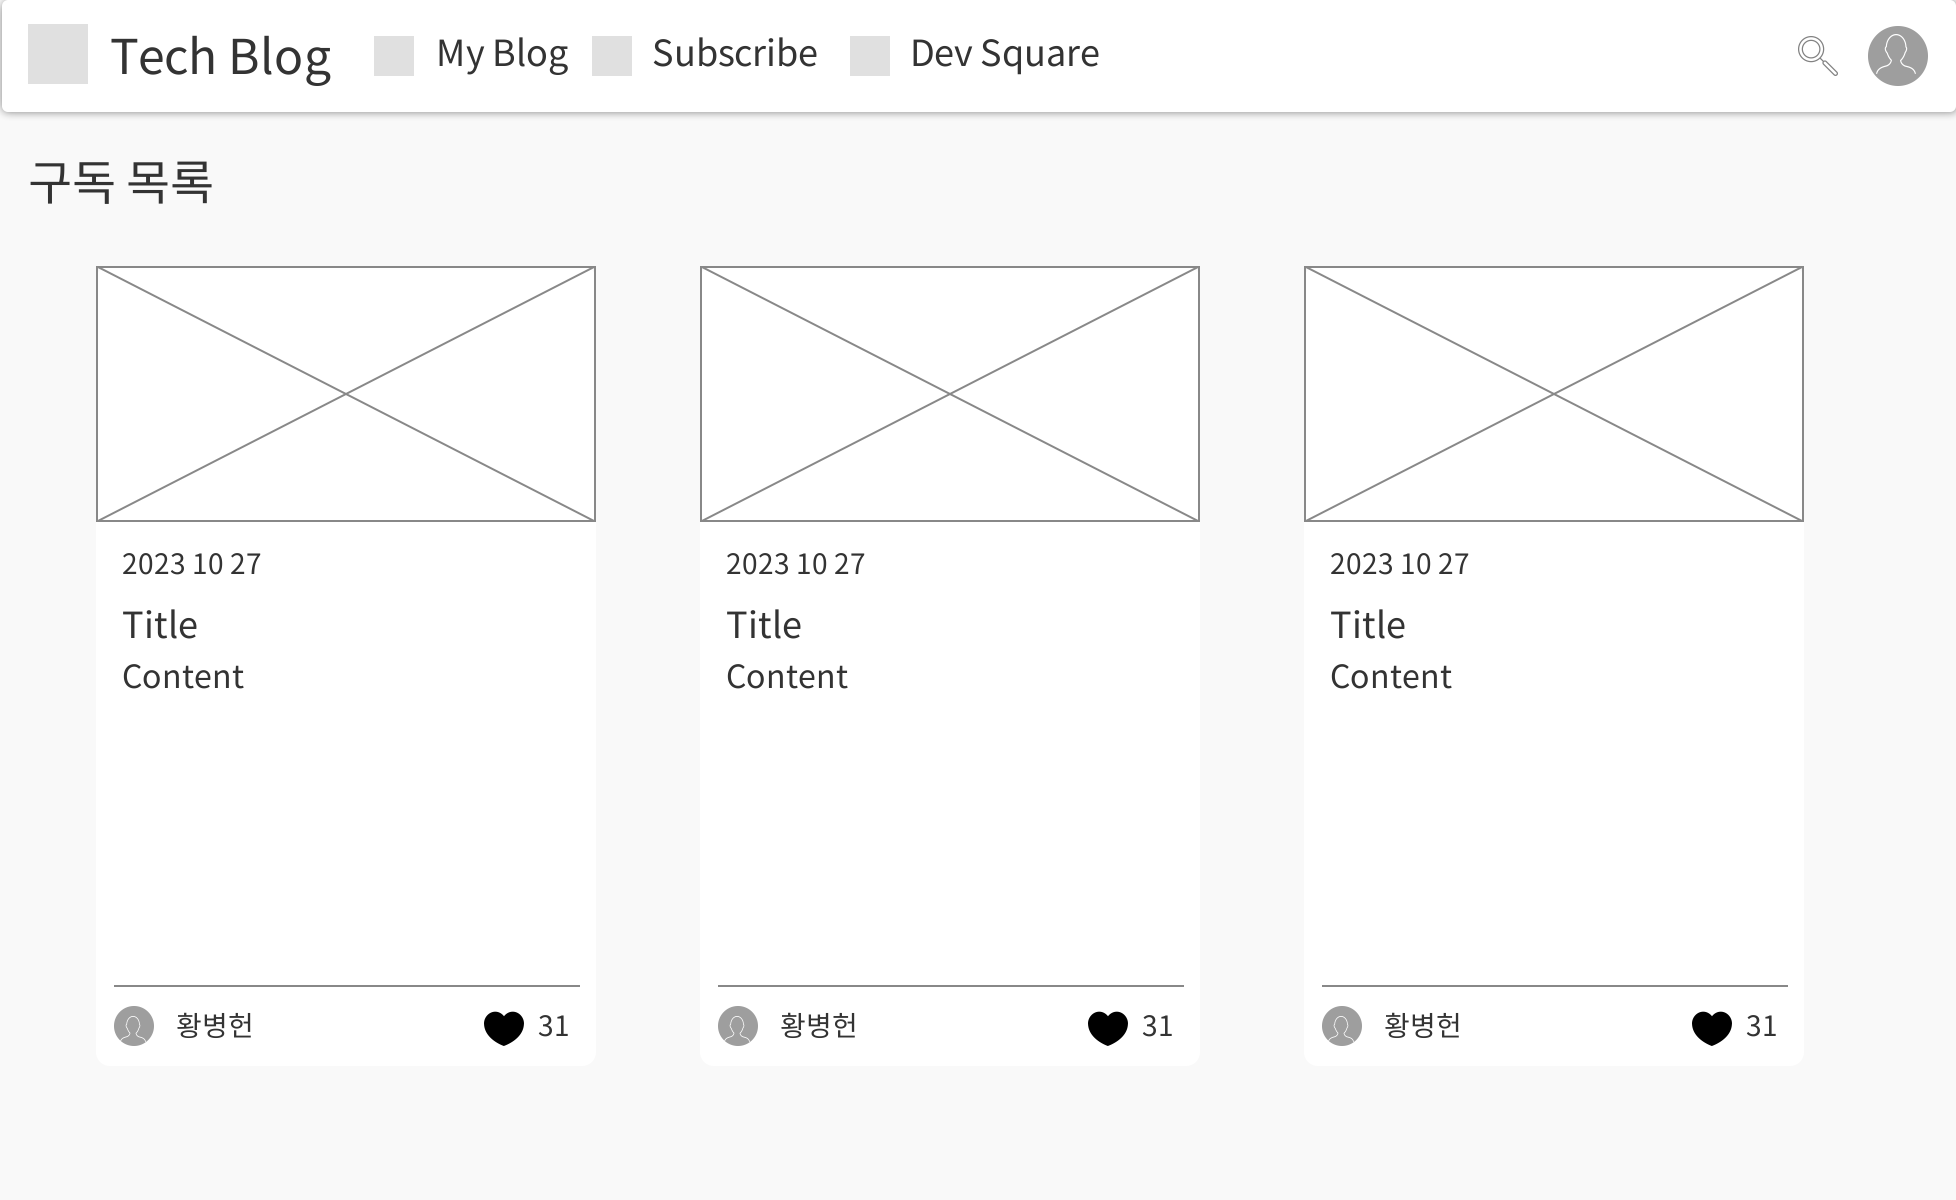 Tech Blog My Blog Subscribe Dev Square
구독 목록
2023 10 27
Title
Content
황병헌 31
2023 10 27
Title
Content
황병헌 31
2023 10 27
Title
Content
황병헌 31